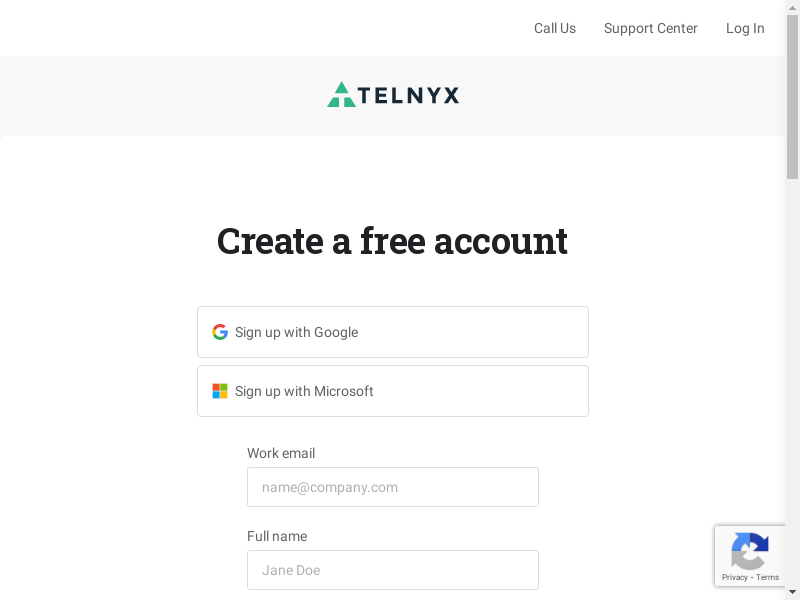 Call Us Support Center Log In
TELNYX
Create a free account
Sign up with Google
Sign up with Microsoft
Work email
name@company.com
Full name
Jane Doe
Privacy - Terms